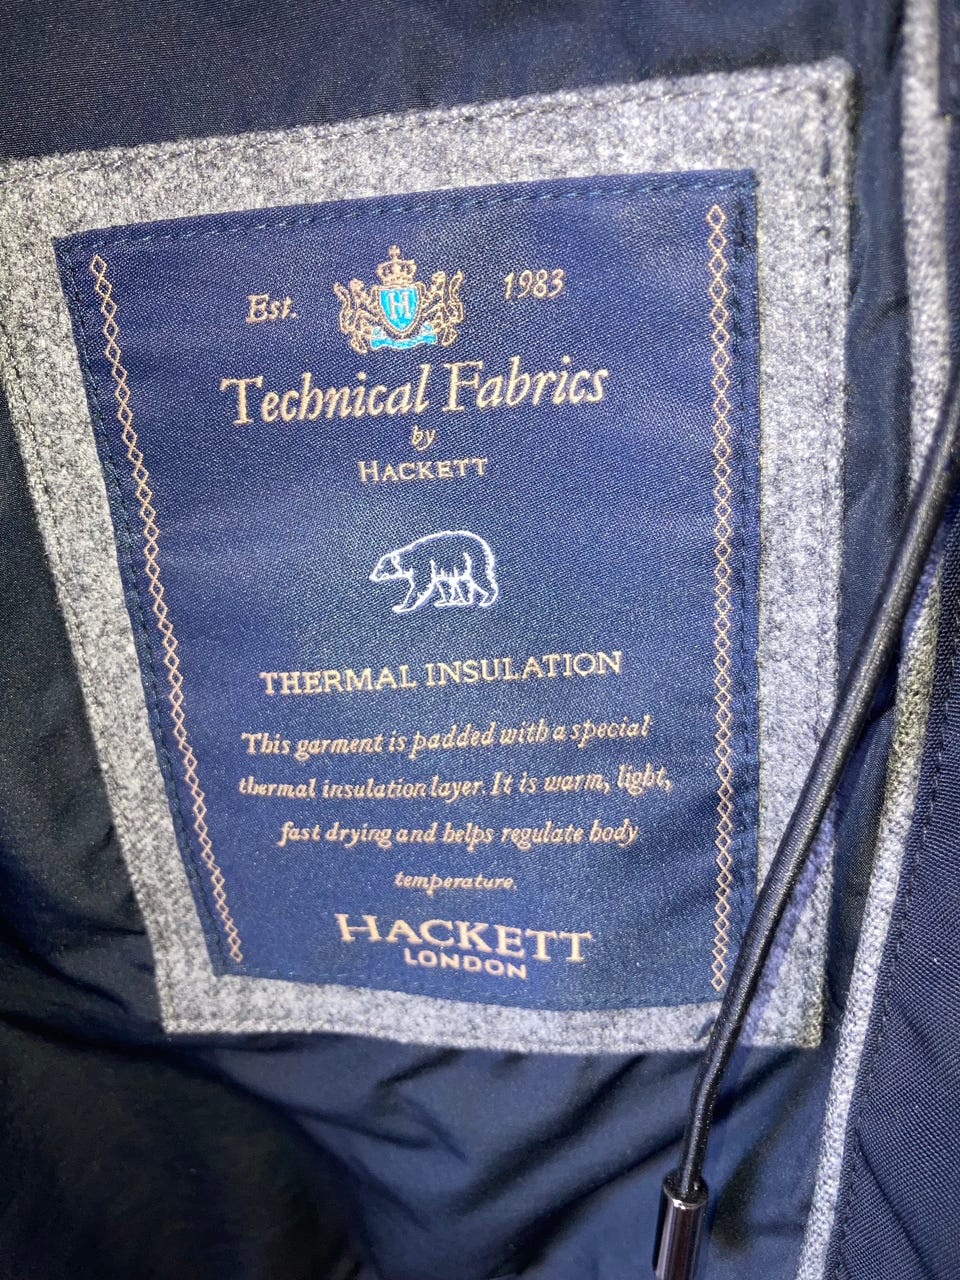 Est. H 1983
Technical Fabrics
by
HACKETT
THERMAL INSULATION
This garment is padded with a special
thermal insulation layer. It is warm, light,
fast drying and helps regulate body
temperature.
HACKETT
LONDON